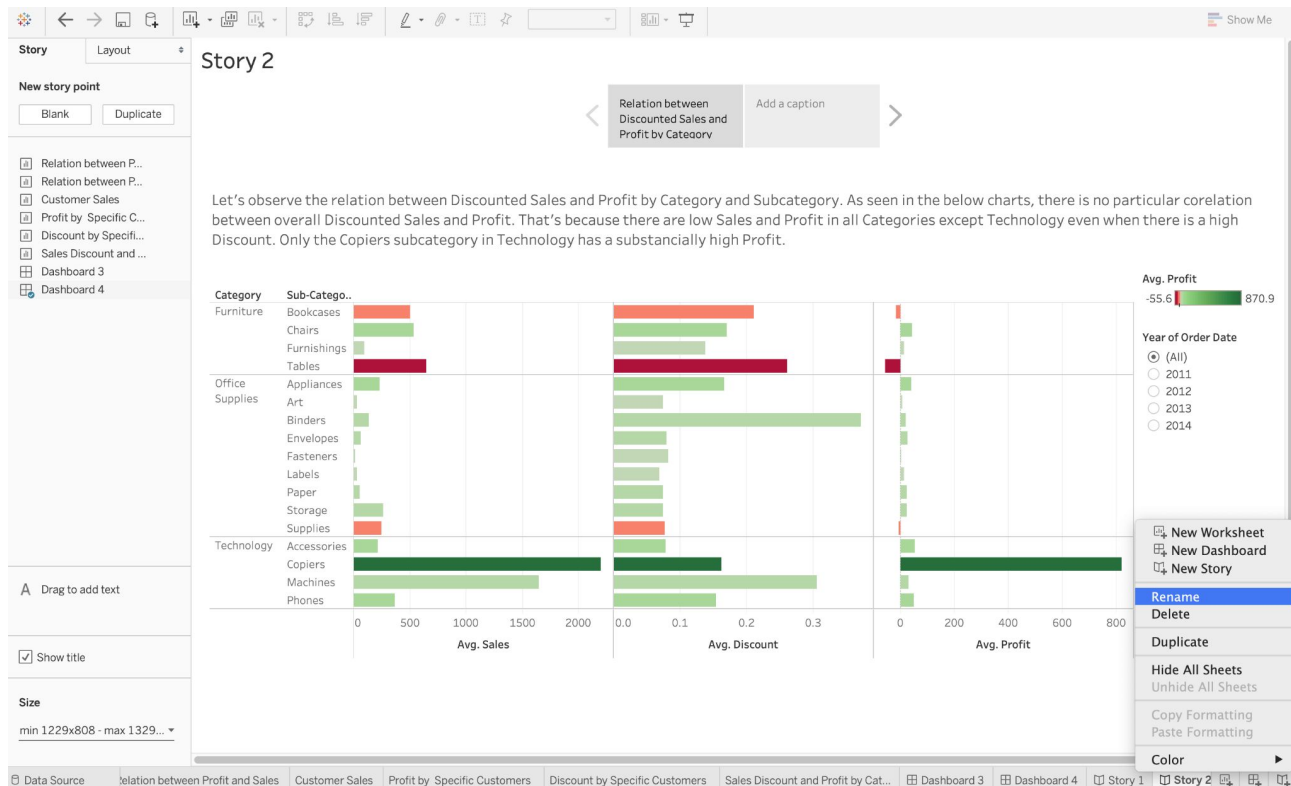 Show Me
Story
Layout
New story point
Blank
Duplicate
Relation between P...
Relation between P...
Customer Sales
Profit by Specific C...
Discount by Specifi...
Sales Discount and ...
Dashboard 3
Dashboard 4
A Drag to add text
Show title
Size
min 1229x808 - max 1329...
Story 2
Relation between
Discounted Sales and
Profit by Category
Add a caption
Let's observe the relation between Discounted Sales and Profit by Category and Subcategory. As seen in the below charts, there is no particular corelation
between overall Discounted Sales and Profit. That's because there are low Sales and Profit in all Categories except Technology even when there is a high
Discount. Only the Copiers subcategory in Technology has a substancially high Profit.
Category Sub-Catego..
Furniture Bookcases
Chairs
Furnishings
Tables
Office Appliances
Supplies Art
Binders
Envelopes
Fasteners
Labels
Paper
Storage
Supplies
Technology Accessories
Copiers
Machines
Phones
0 500 1000 1500 2000 0.0 0.1 0.2 0.3 0 200 400 600 800
Avg. Sales Avg. Discount Avg. Profit
Avg. Profit
-55.6 870.9
Year of Order Date
(All)
2011
2012
2013
2014
New Worksheet
New Dashboard
New Story
Rename
Delete
Duplicate
Hide All Sheets
Unhide All Sheets
Copy Formatting
Paste Formatting
Color
Data Source elation between Profit and Sales Customer Sales Profit by Specific Customers Discount by Specific Customers Sales Discount and Profit by Cat... Dashboard 3 Dashboard 4 Story 1 Story 2